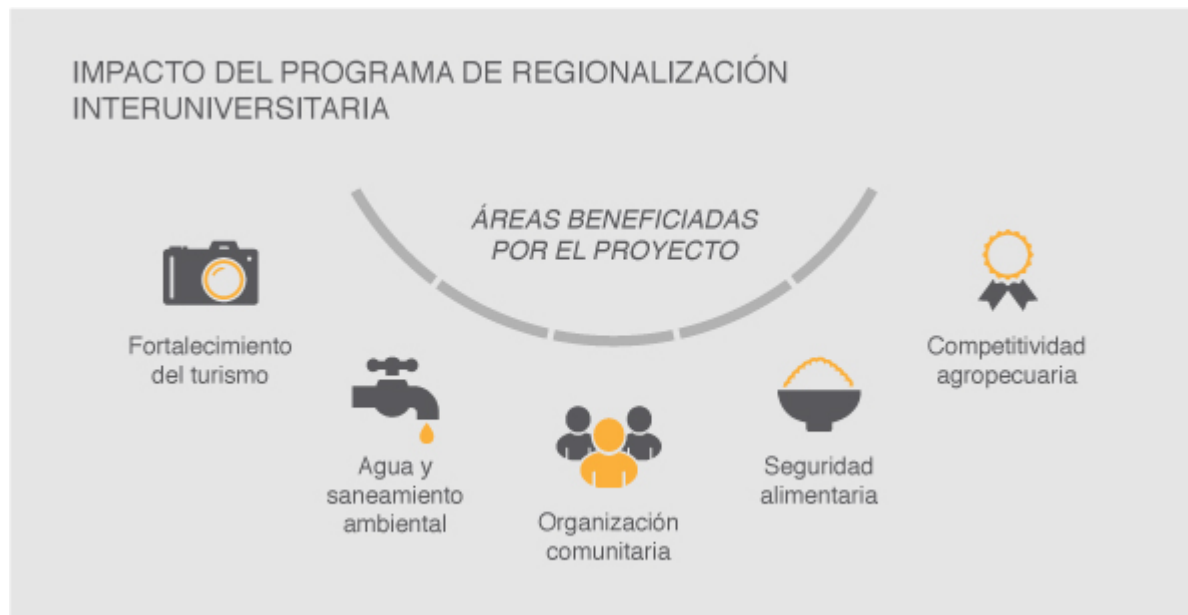 IMPACTO DEL PROGRAMA DE REGIONALIZACIÓN
INTERUNIVERSITARIA
ÁREAS BENEFICIADAS
POR EL PROYECTO
Fortalecimiento
del turismo
Agua y
saneamiento
ambiental
Organización
comunitaria
Seguridad
alimentaria
Competitividad
agropecuaria